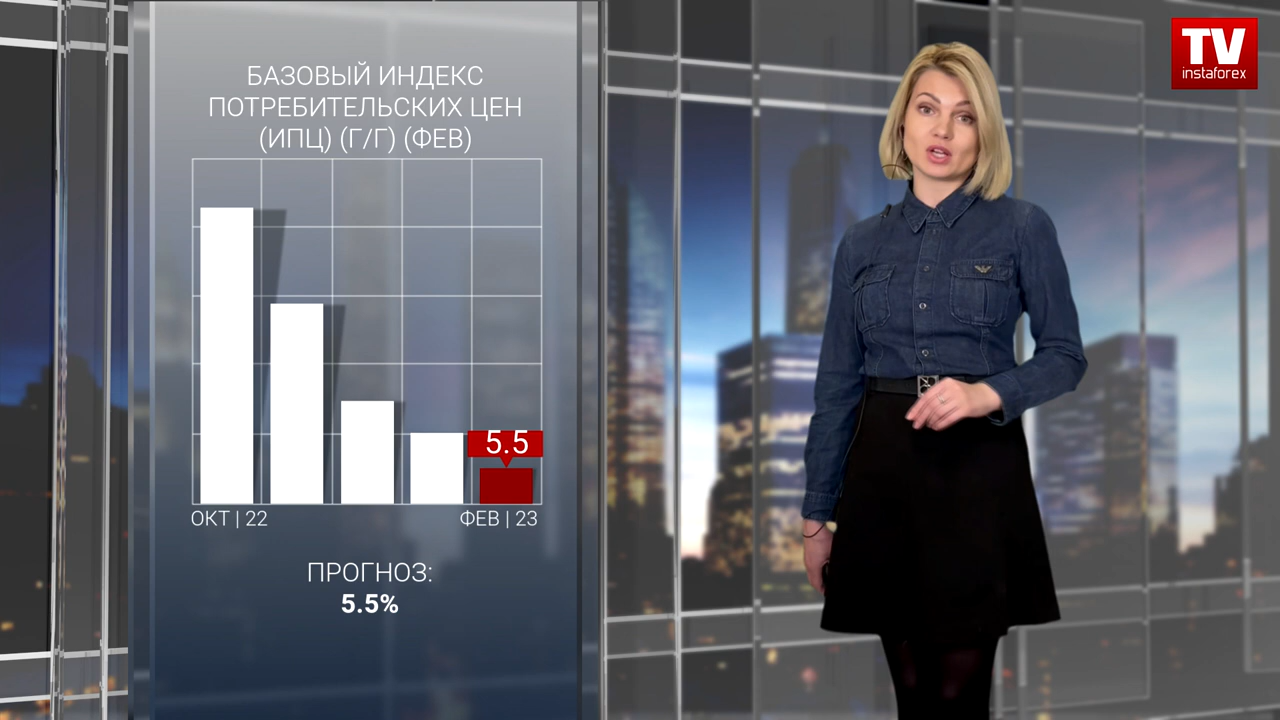 БАЗОВЫЙ ИНДЕКС
ПОТРЕБИТЕЛЬСКИХ ЦЕН
(ИПЦ) (Г/Г) (ФЕВ)
5.5
ОКТ | 22
ФЕВ | 23
ПРОГНОЗ:
5.5%
TV
instaforex